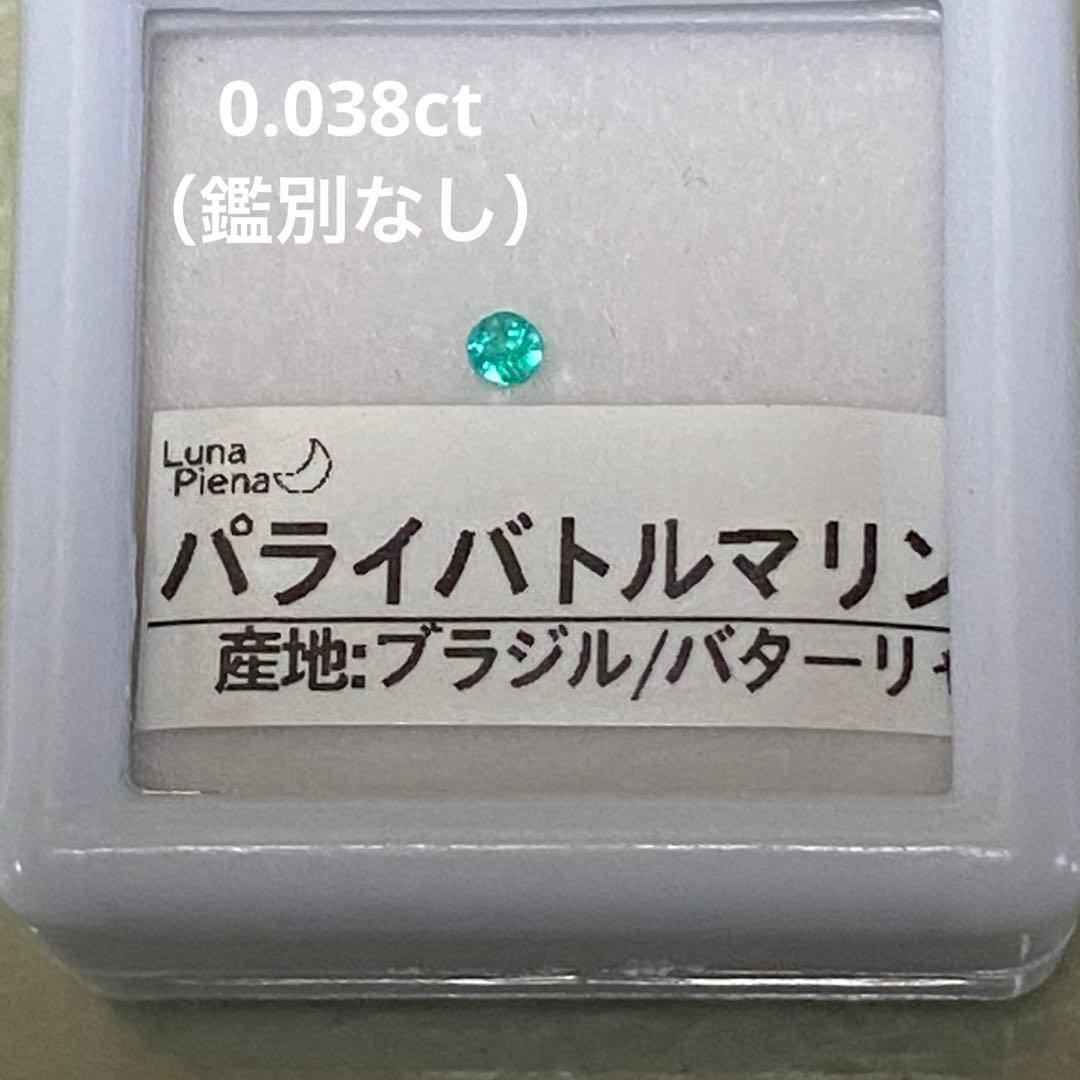 0.038ct
（鑑別なし）
Luna
Piena
パライバトルマリン
産地:ブラジル/バターリャ